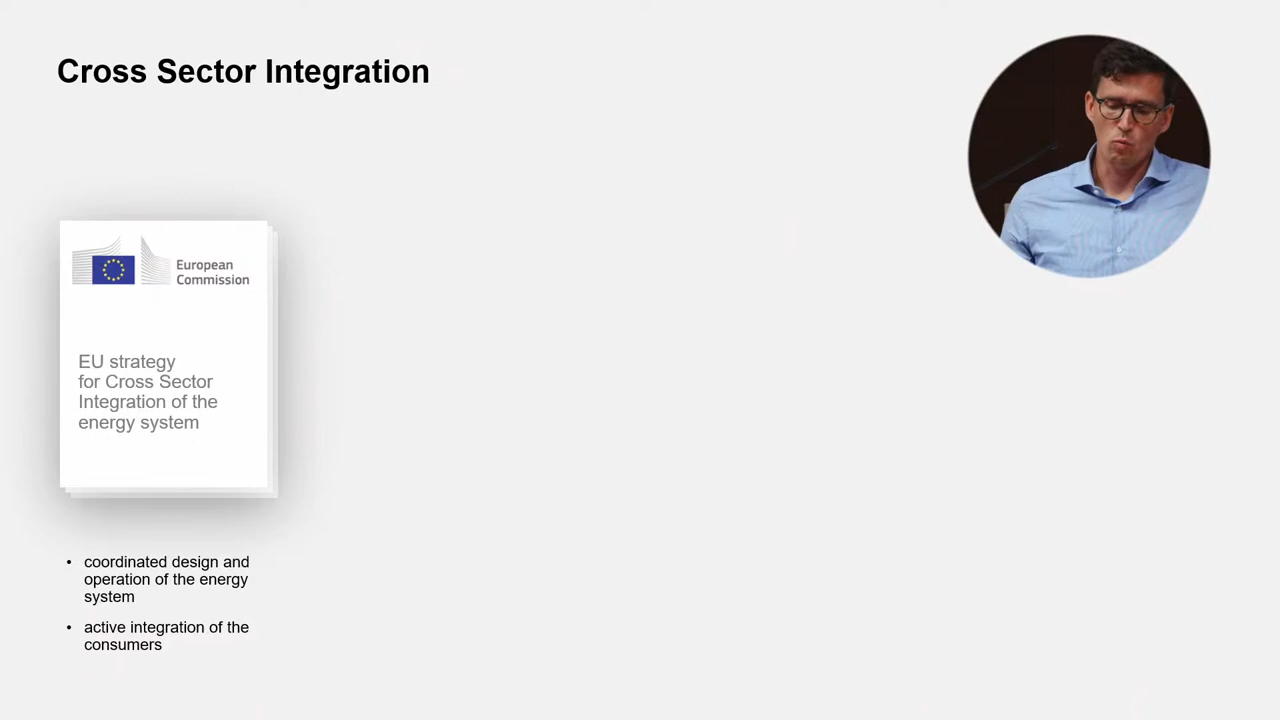 Cross Sector Integration
European
Commission
EU strategy
for Cross Sector
Integration of the
energy system
• coordinated design and
operation of the energy
system
• active integration of the
consumers